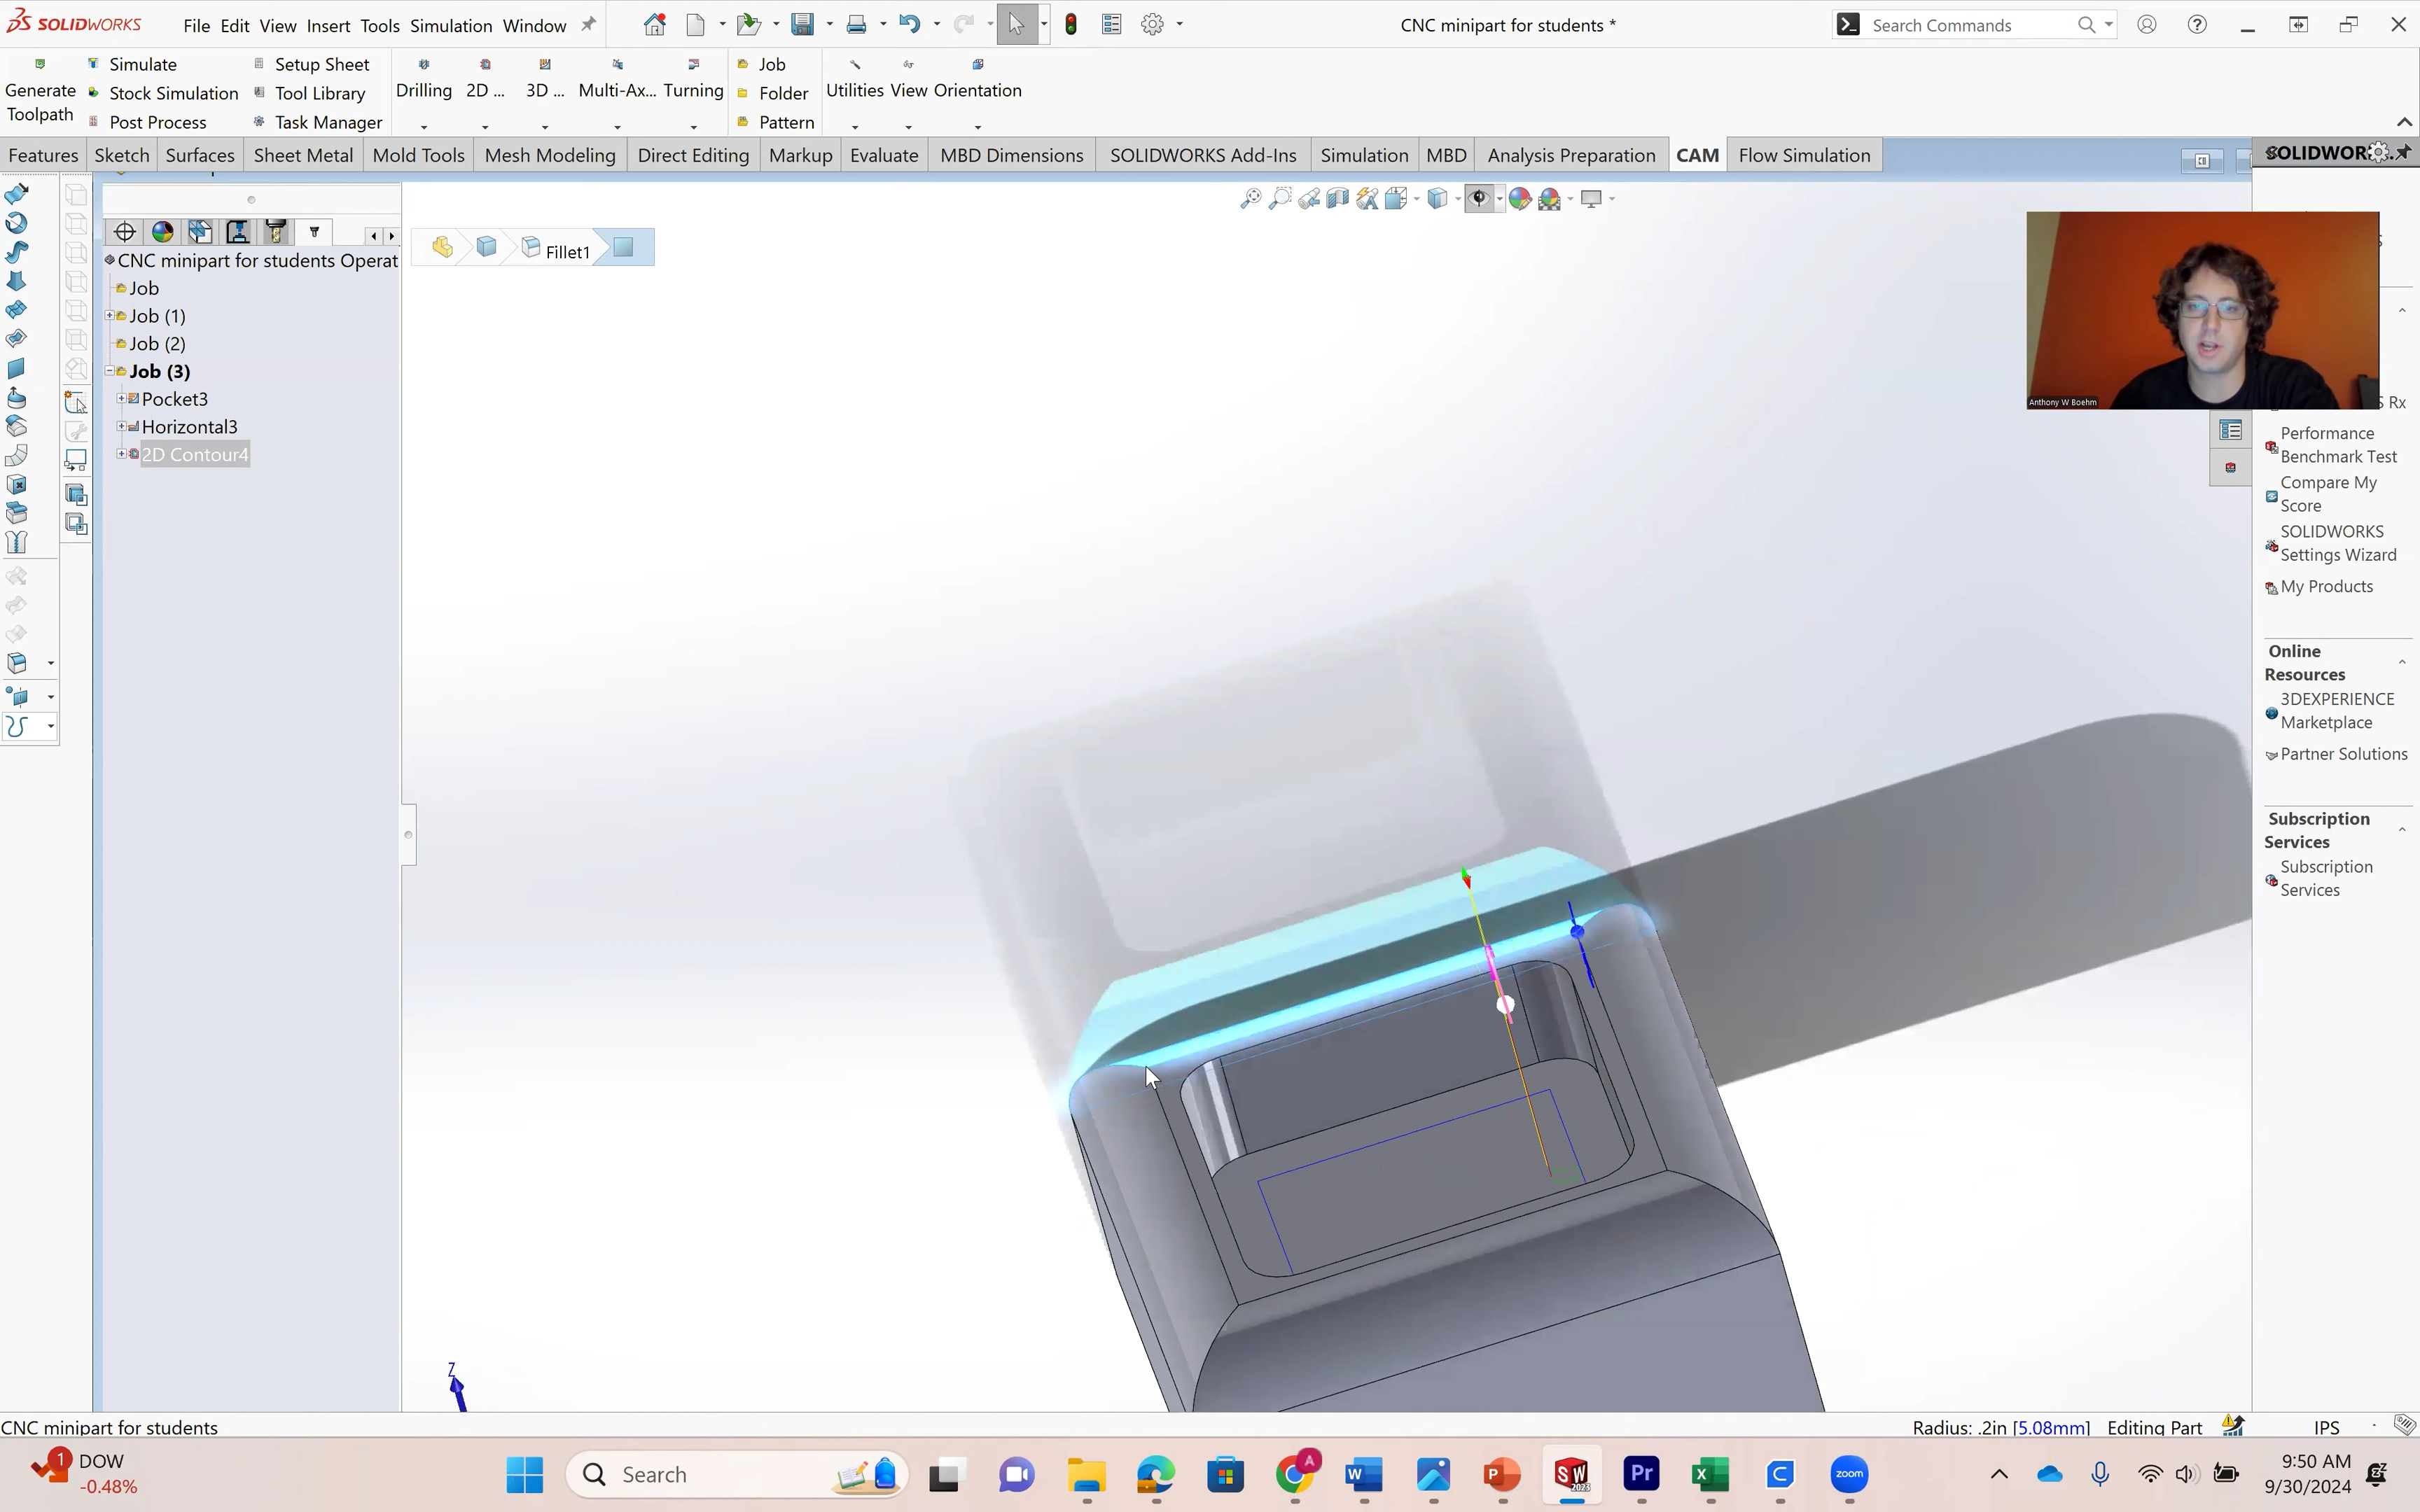 SOLIDWORKS File Edit View Insert Tools Simulation Window
CNC minipart for students *
Search Commands
Generate
Toolpath
Simulate
Stock Simulation
Post Process
Setup Sheet
Tool Library
Task Manager
Drilling 2D ... 3D ... Multi-Ax... Turning
Job
Folder
Pattern
Utilities View Orientation
Features Sketch Surfaces Sheet Metal Mold Tools Mesh Modeling Direct Editing Markup Evaluate MBD Dimensions SOLIDWORKS Add-Ins Simulation MBD Analysis Preparation CAM Flow Simulation
CNC minipart for students Operat
Job
Job (1)
Job (2)
Job (3)
Pocket3
Horizontal3
2D Contour4
Fillet1
Anthony W Boehm
S Rx
Performance
Benchmark Test
Compare My
Score
SOLIDWORKS
Settings Wizard
My Products
Online
Resources
3DEXPERIENCE
Marketplace
Partner Solutions
Subscription
Services
Subscription
Services
Z
CNC minipart for students
Radius: .2in [5.08mm] Editing Part IPS
1
DOW
-0.48%
Search
A
W
P
SW
2023
Pr
X
C
zoom
9:50 AM
9/30/2024